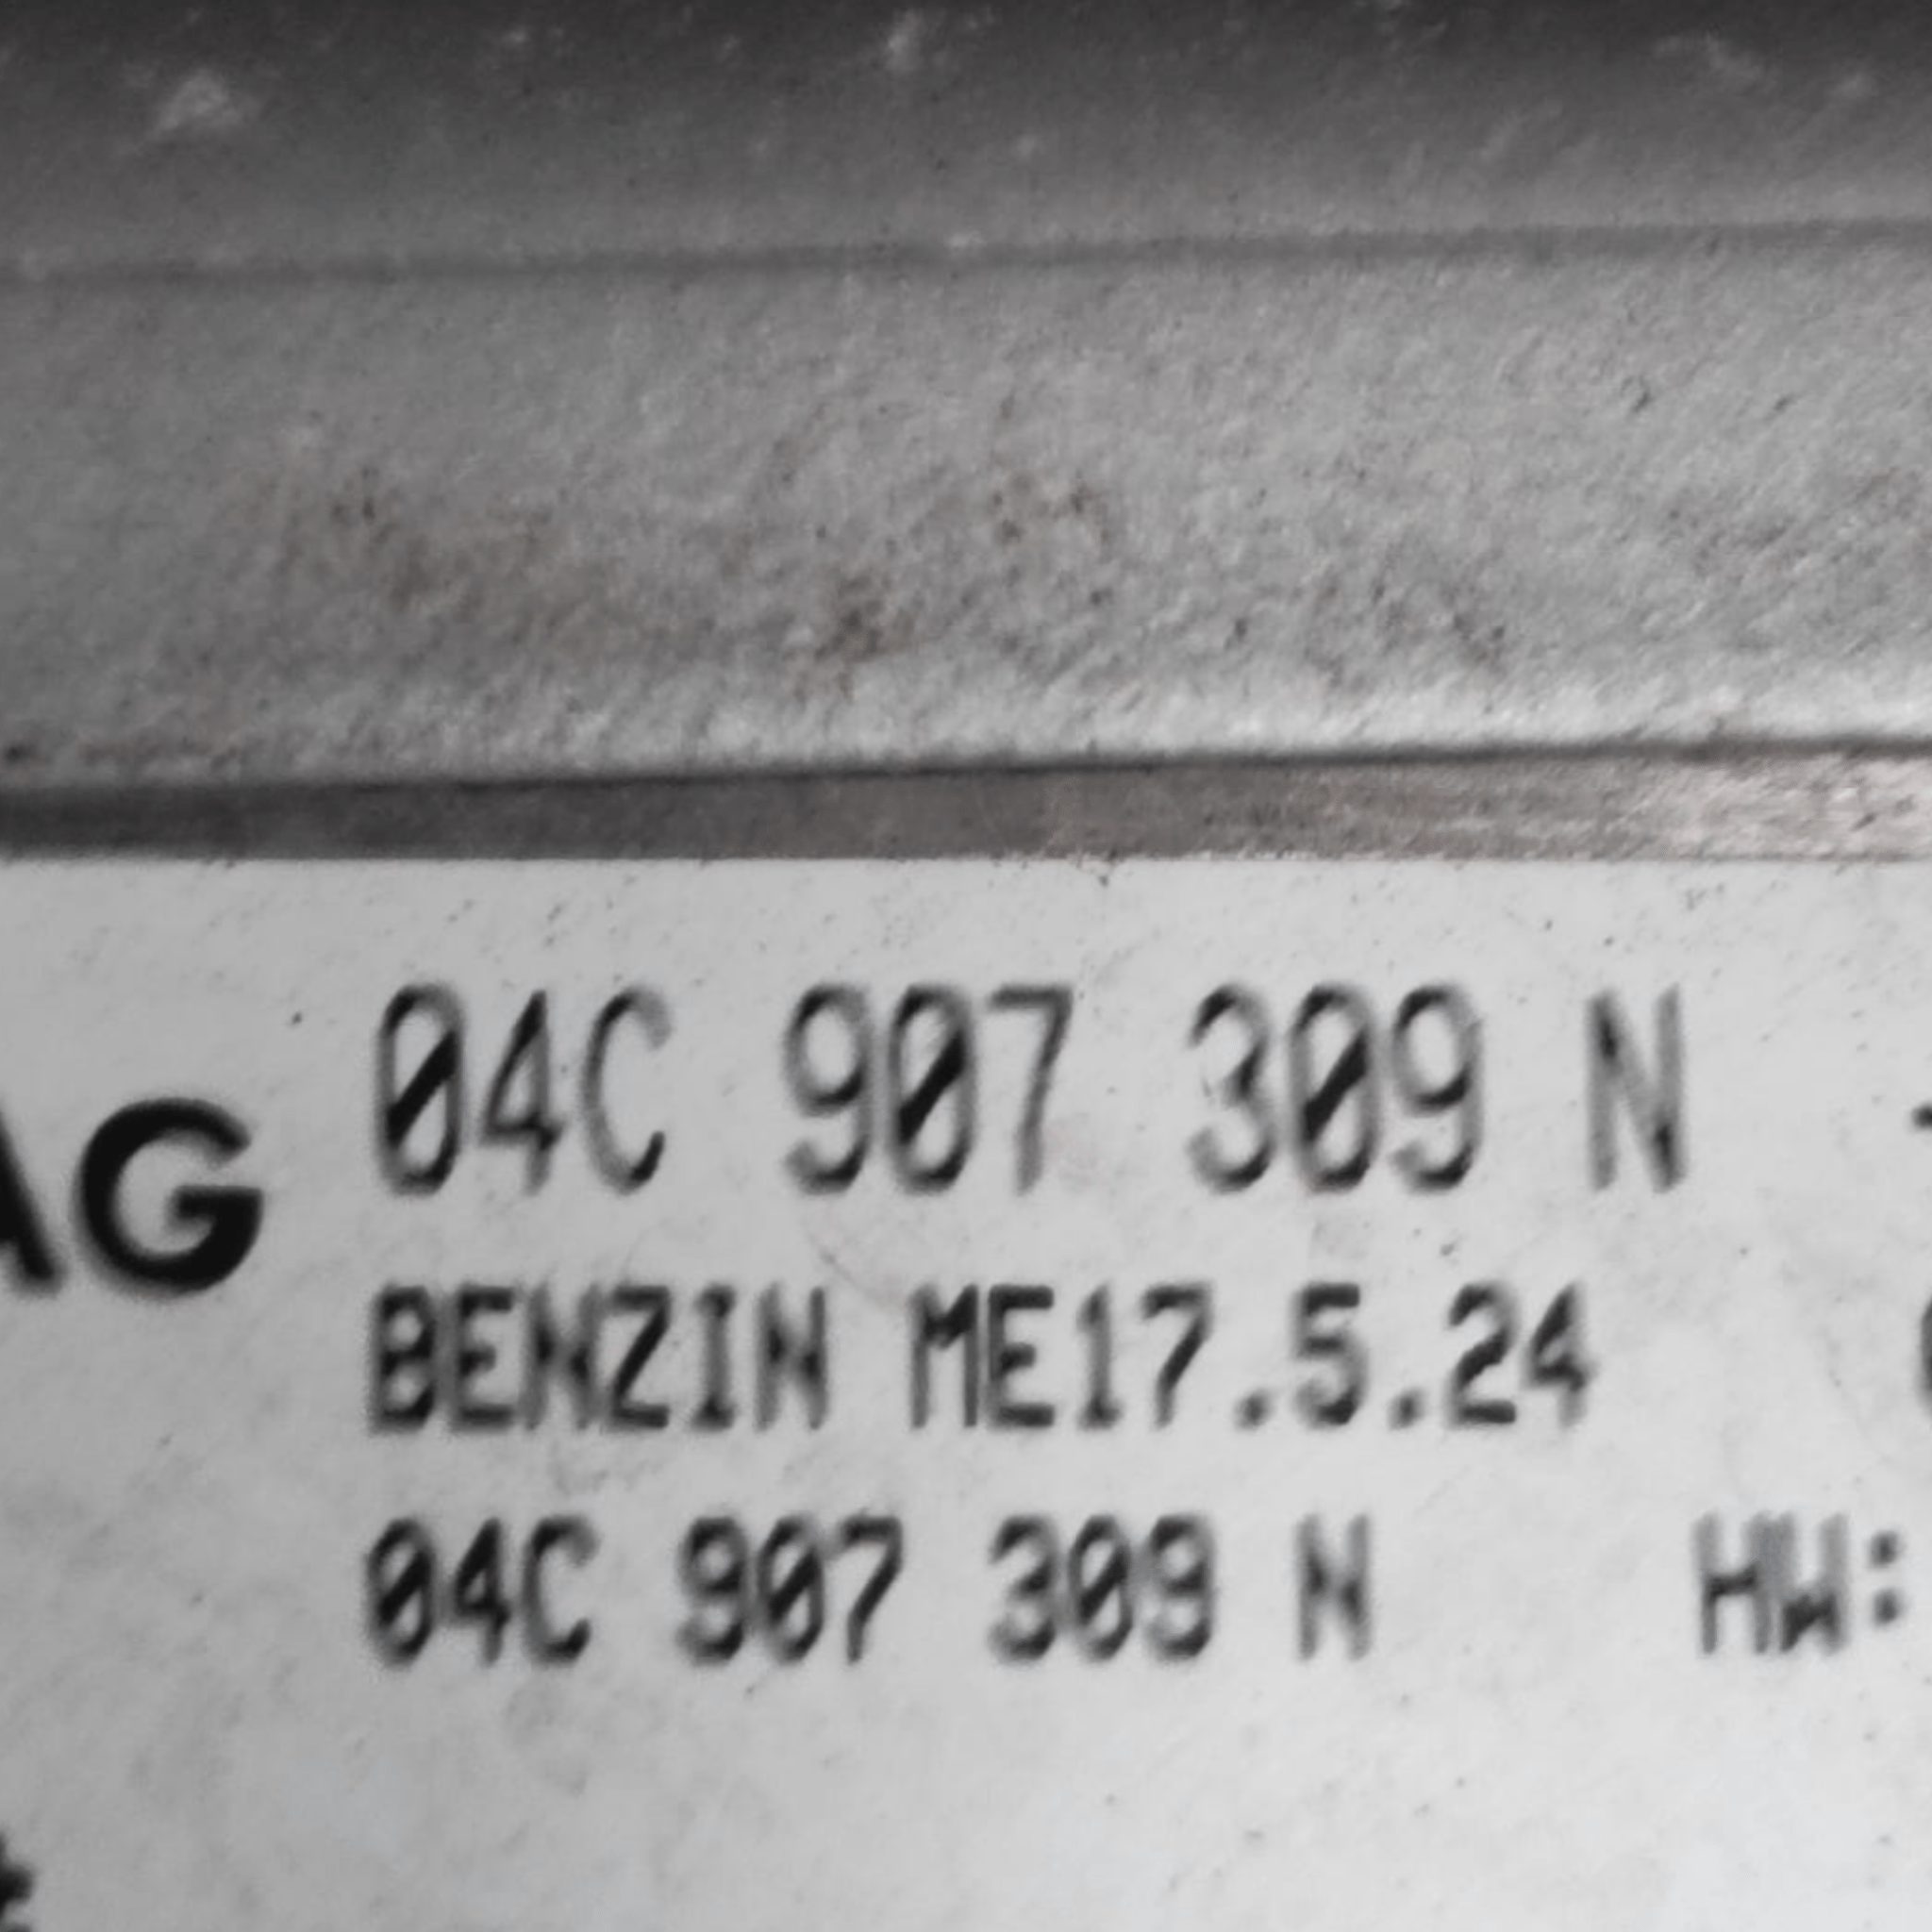 AG
04C 907 309 N
BENZIN ME17.5.24
04C 907 309 N HW: